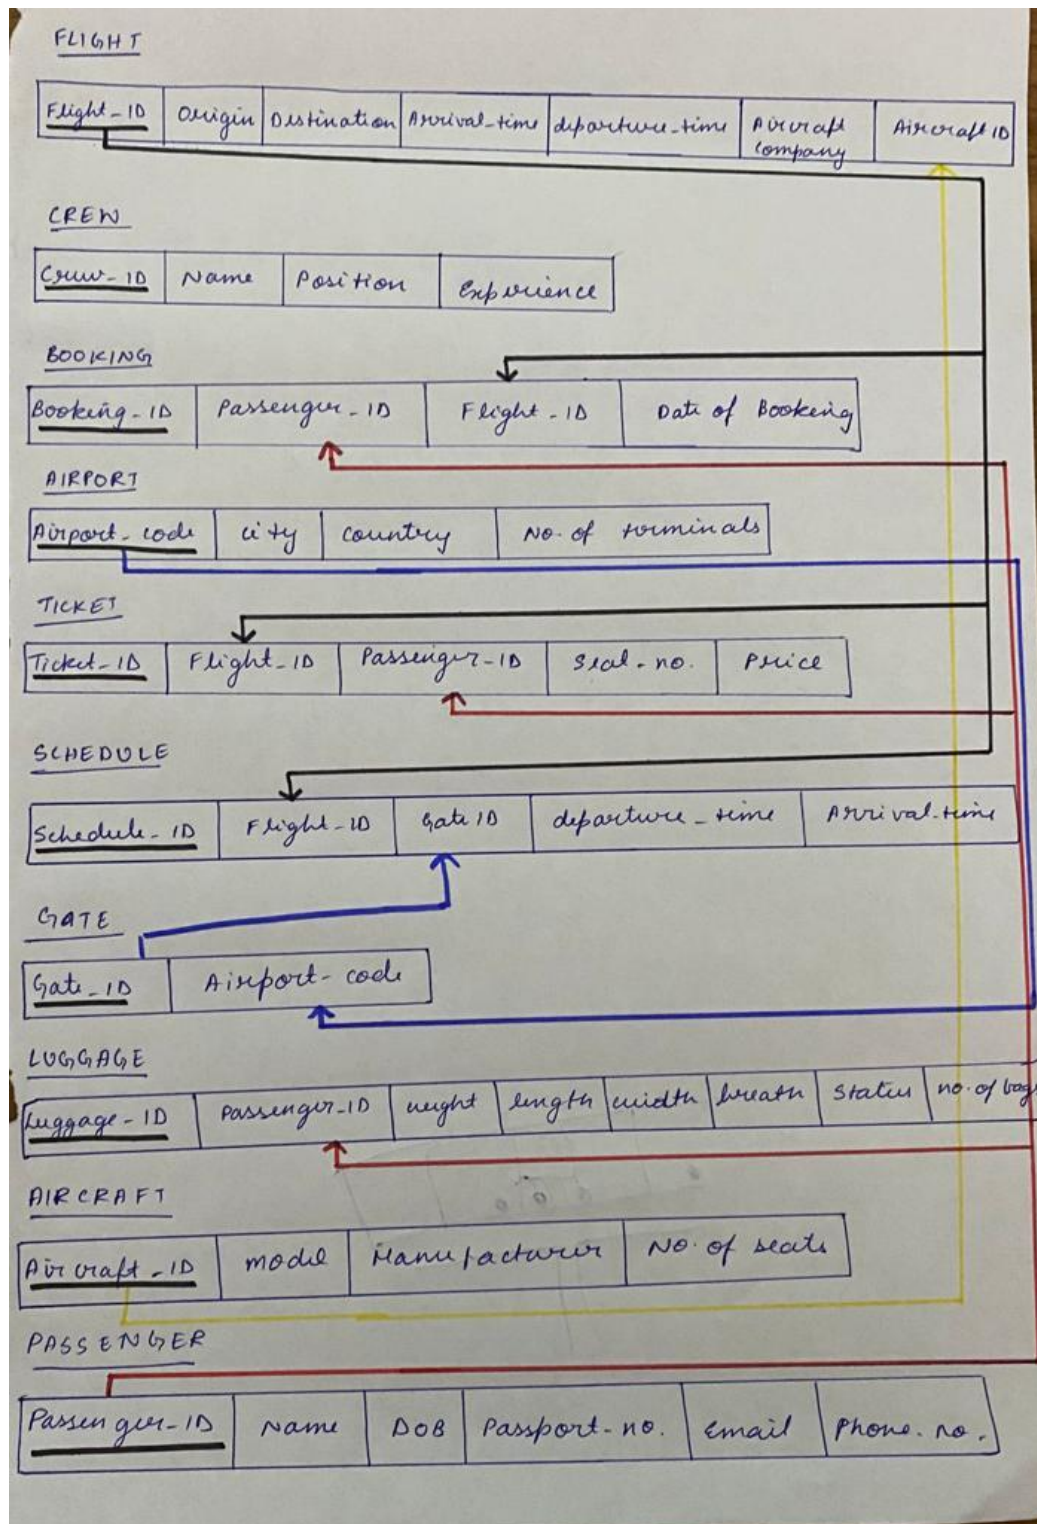 FLIGHT
Flight_ID Origin Destination Arrival_time departure_time Aircraft company Aircraft ID
CREW
Crew_ID Name Position Experience
BOOKING
Booking_ID Passenger_ID Flight_ID Date of Booking
AIRPORT
Airport_code city country No. of terminals
TICKET
Ticket_ID Flight_ID Passenger_ID Seat_no. Price
SCHEDULE
Schedule_ID Flight_ID Gate ID departure_time Arrival_time
GATE
Gate_ID Airport_code
LUGGAGE
Luggage_ID Passenger_ID weight length width breath Status no. of bags
AIRCRAFT
Aircraft_ID model Manufacturer No. of seats
PASSENGER
Passenger_ID Name DOB Passport_no. Email Phone_no.